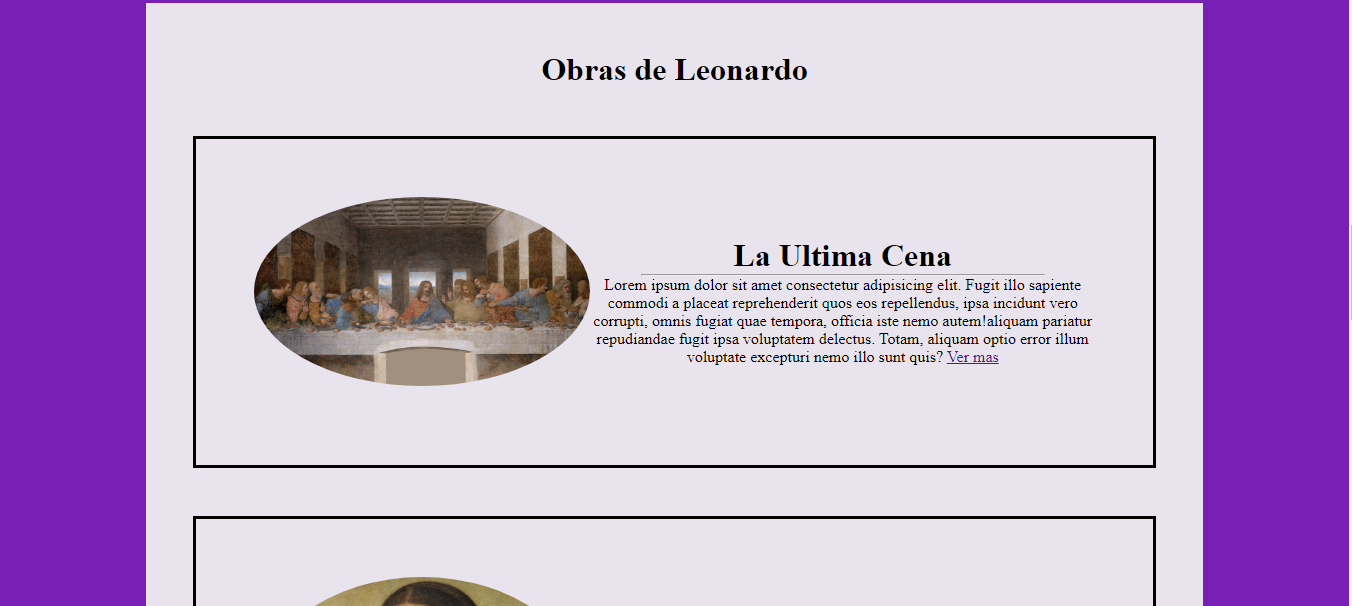 Obras de Leonardo
La Ultima Cena
Lorem ipsum dolor sit amet consectetur adipisicing elit. Fugit illo sapiente
commodi a placeat reprehenderit quos eos repellendus, ipsa incidunt vero
corrupti, omnis fugiat quae tempora, officia iste nemo autem!aliquam pariatur
repudiandae fugit ipsa voluptatem delectus. Totam, aliquam optio error illum
voluptate excepturi nemo illo sunt quis? Ver mas